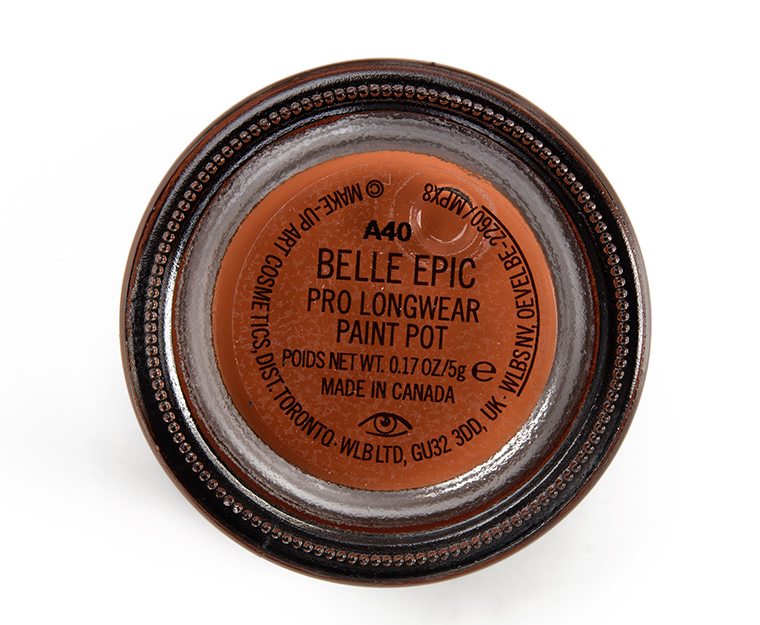 A40
BELLE EPIC
PRO LONGWEAR
PAINT POT
POIDS NET WT. 0.17 OZ/5g e
MADE IN CANADA
© MAKE-UP ART COSMETICS, DIST. TORONTO · WLB LTD, GU32 3DD, UK · WLBS NV, OEVEL BE-2260/MPX8